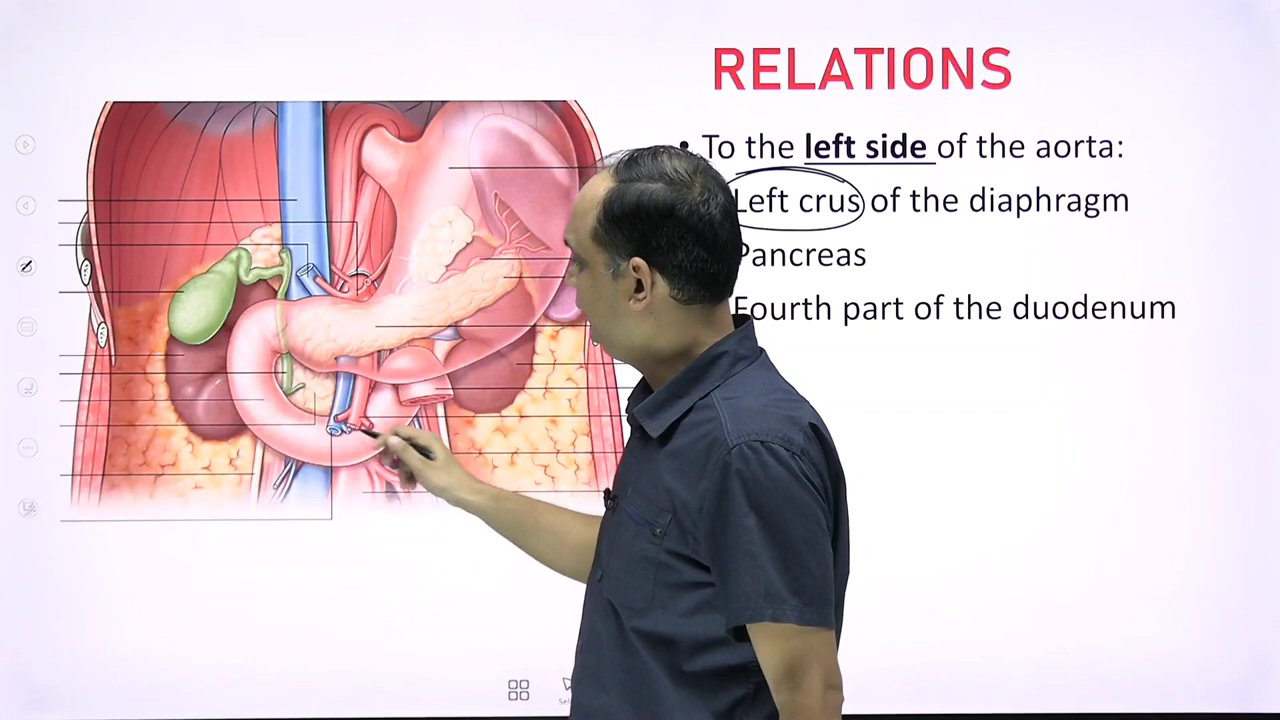 RELATIONS
• To the left side of the aorta:
Left crus of the diaphragm
Pancreas
Fourth part of the duodenum